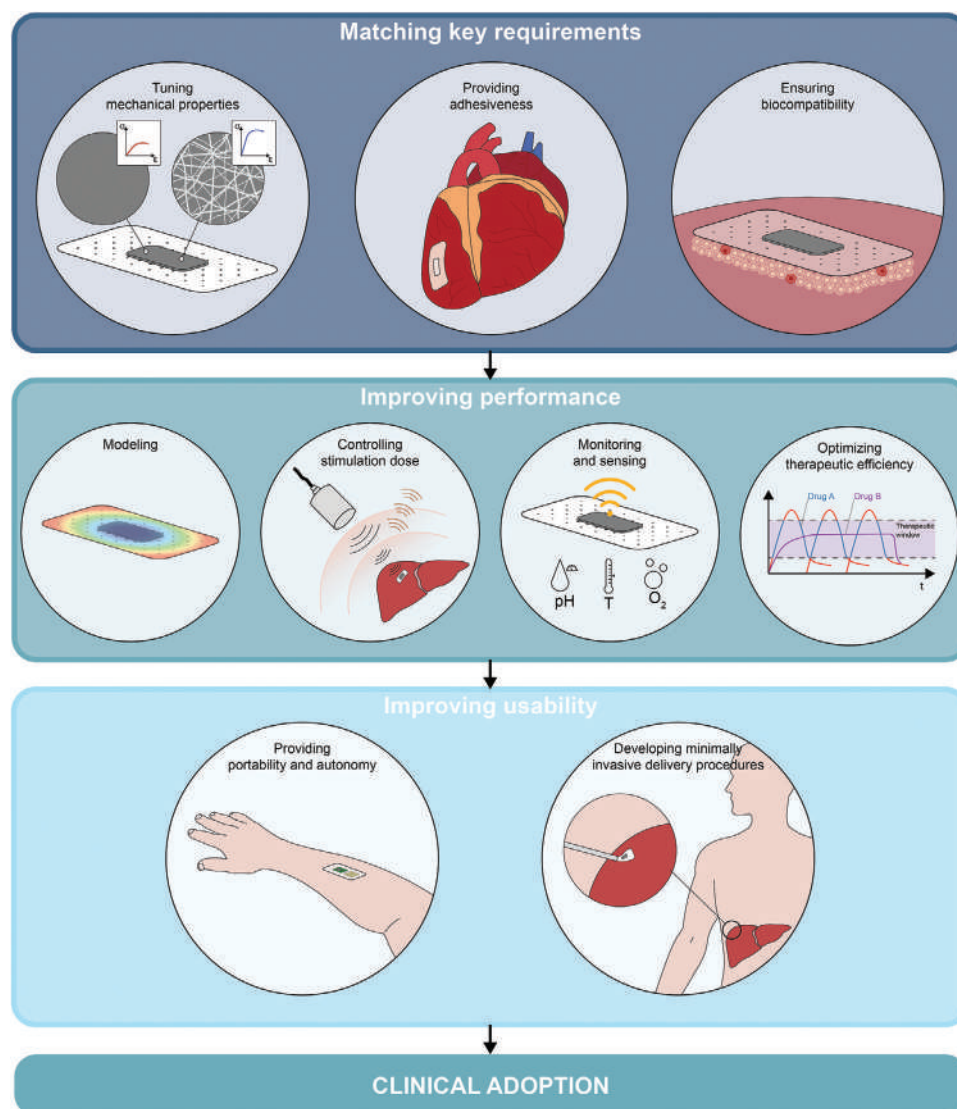 Matching key requirements
Tuning
mechanical properties
σ
ε
σ
ε
Providing
adhesiveness
Ensuring
biocompatibility
Improving performance
Modeling
Controlling
stimulation dose
Monitoring
and sensing
pH
T
O₂
Optimizing
therapeutic efficiency
Drug A
Drug B
Therapeutic
window
t
Improving usability
Providing
portability and autonomy
Developing minimally
invasive delivery procedures
CLINICAL ADOPTION